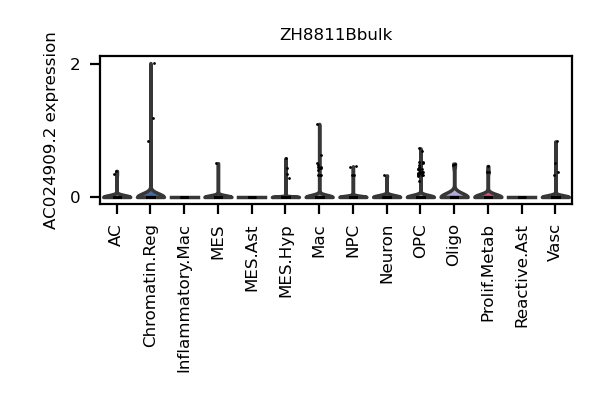 ZH8811Bbulk
AC024909.2 expression
2
0
AC
Chromatin.Reg
Inflammatory.Mac
MES
MES.Ast
MES.Hyp
Mac
NPC
Neuron
OPC
Oligo
Prolif.Metab
Reactive.Ast
Vasc